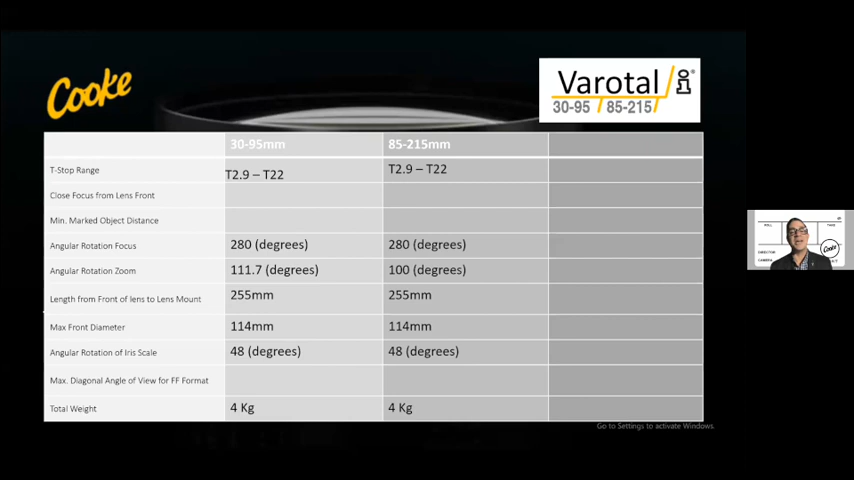 Cooke
Varotal i
30-95 85-215
30-95mm 85-215mm
T-Stop Range T2.9 – T22 T2.9 – T22
Close Focus from Lens Front
Min. Marked Object Distance
Angular Rotation Focus 280 (degrees) 280 (degrees)
Angular Rotation Zoom 111.7 (degrees) 100 (degrees)
Length from Front of lens to Lens Mount 255mm 255mm
Max Front Diameter 114mm 114mm
Angular Rotation of Iris Scale 48 (degrees) 48 (degrees)
Max. Diagonal Angle of View for FF Format
Total Weight 4 Kg 4 Kg
Go to Settings to activate Windows.
Cooke